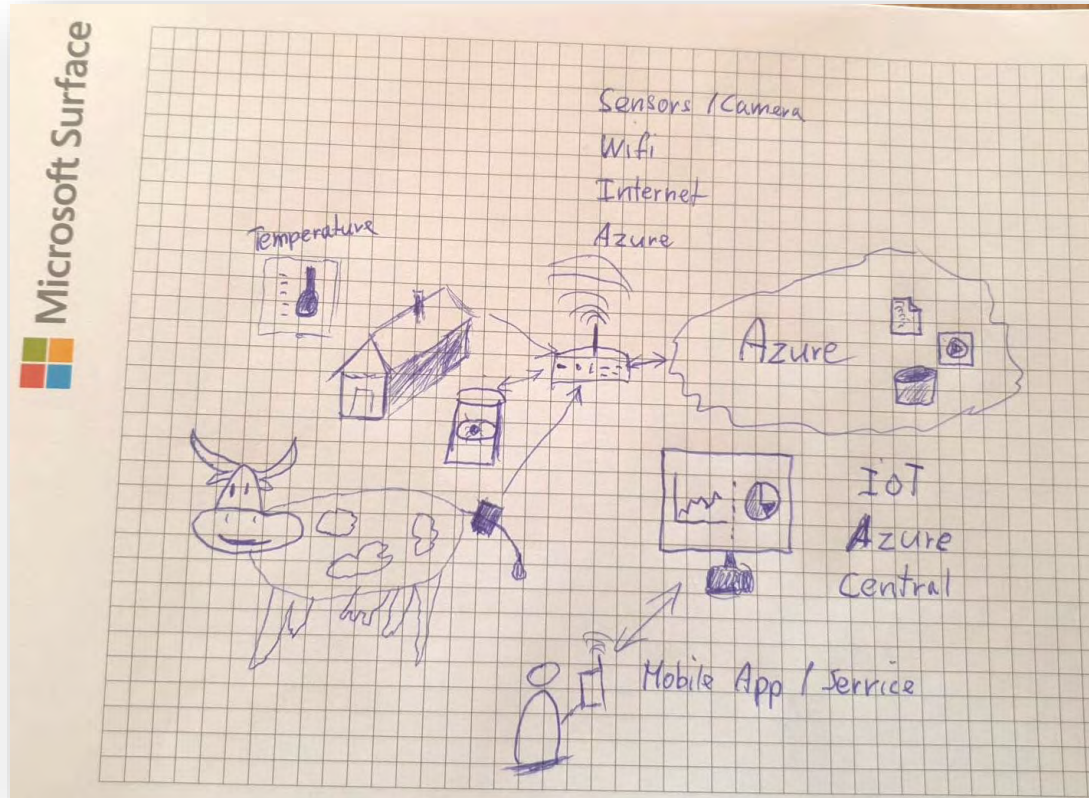 Microsoft Surface
Sensors / Camera
Wifi
Internet
Azure
Temperature
Azure
IoT
Azure
Central
Mobile App / Service